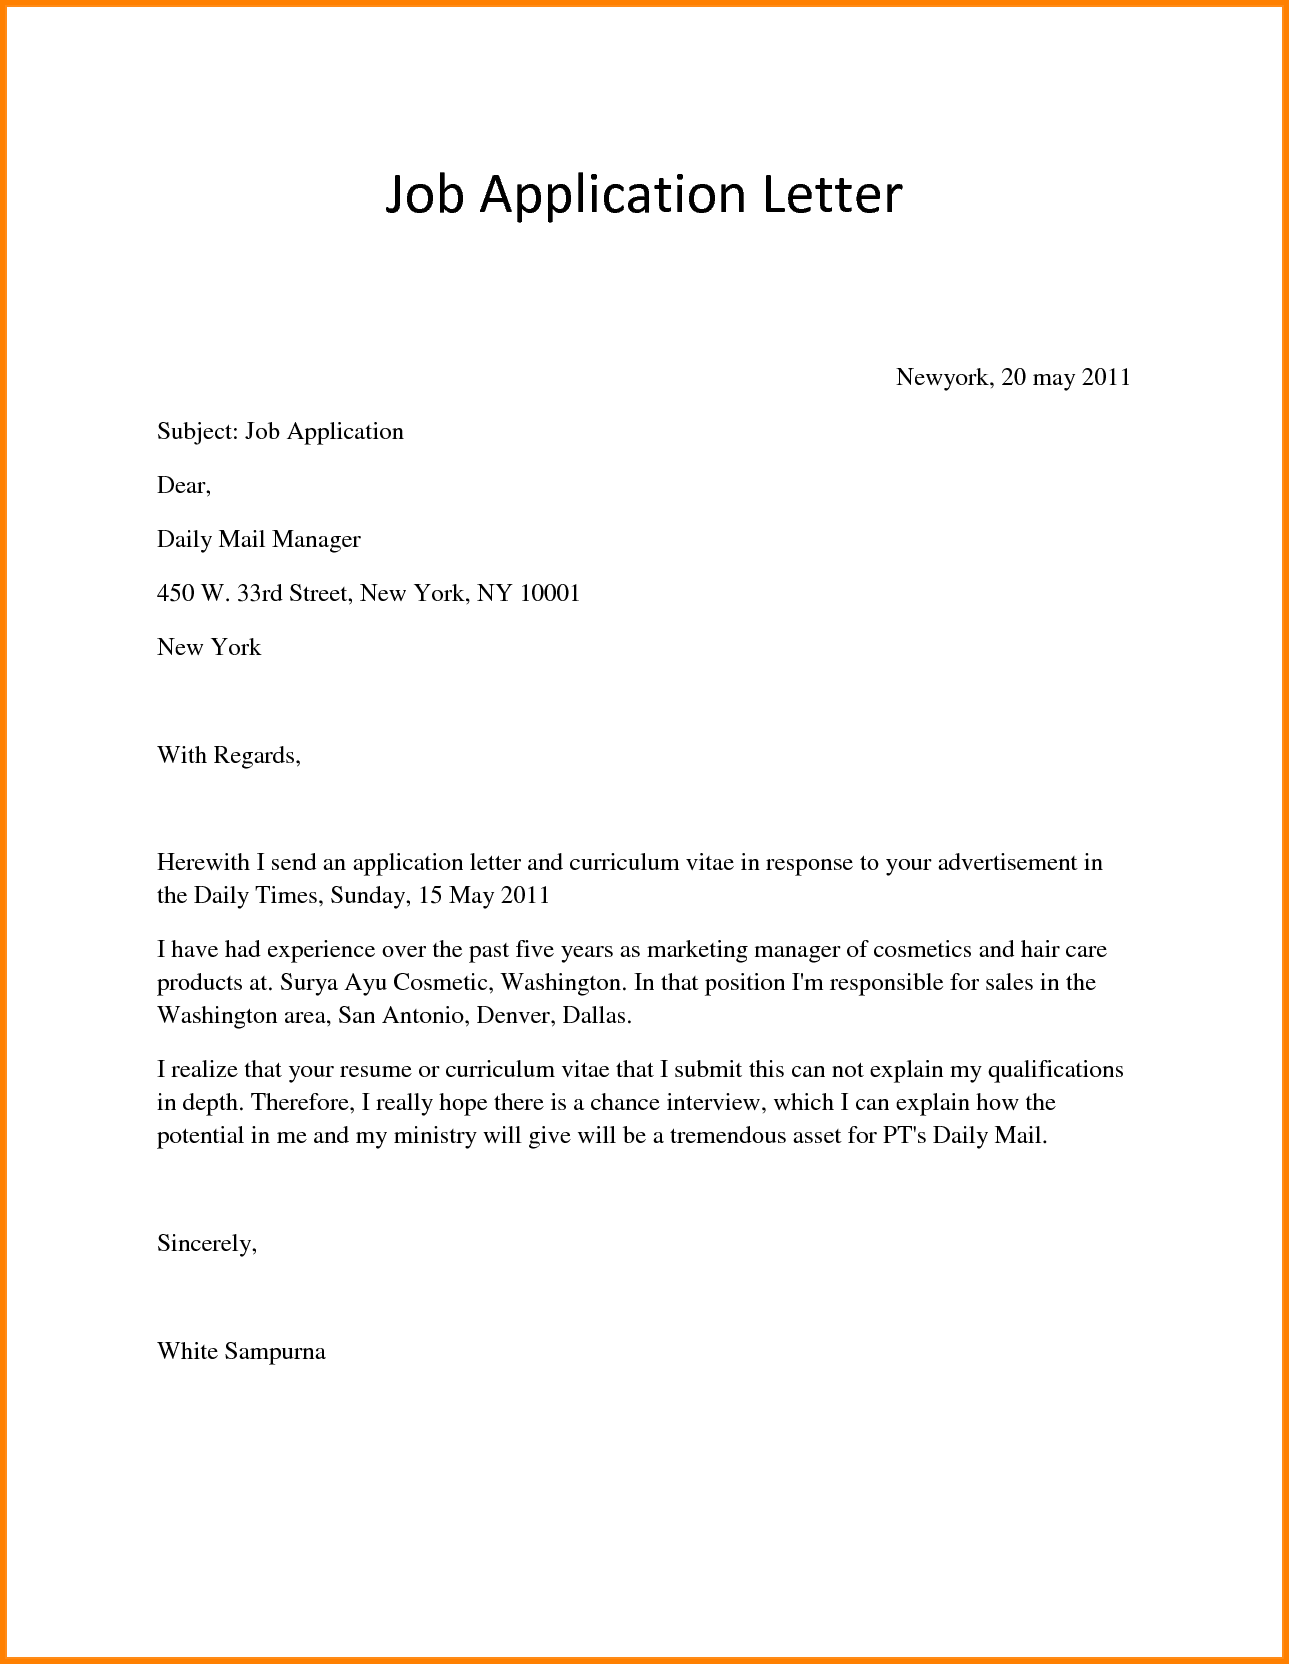 Job Application Letter
Newyork, 20 may 2011
Subject: Job Application
Dear,
Daily Mail Manager
450 W. 33rd Street, New York, NY 10001
New York
With Regards,
Herewith I send an application letter and curriculum vitae in response to your advertisement in
the Daily Times, Sunday, 15 May 2011
I have had experience over the past five years as marketing manager of cosmetics and hair care
products at. Surya Ayu Cosmetic, Washington. In that position I'm responsible for sales in the
Washington area, San Antonio, Denver, Dallas.
I realize that your resume or curriculum vitae that I submit this can not explain my qualifications
in depth. Therefore, I really hope there is a chance interview, which I can explain how the
potential in me and my ministry will give will be a tremendous asset for PT's Daily Mail.
Sincerely,
White Sampurna